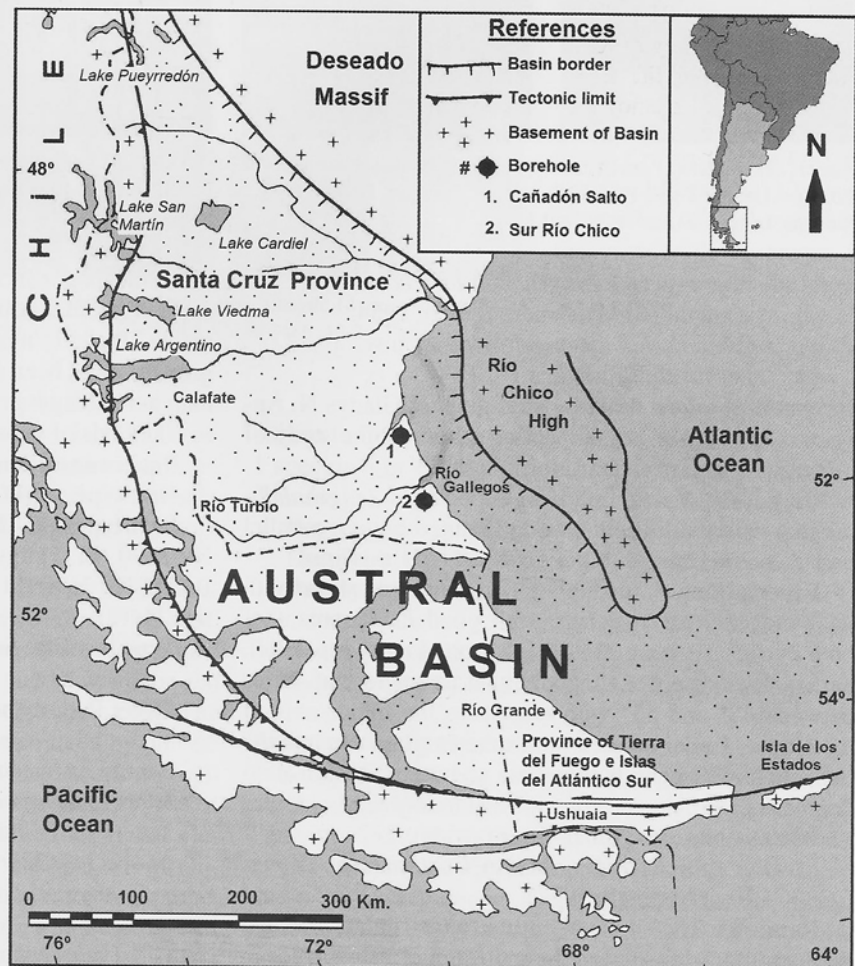 References
Basin border
Tectonic limit
Basement of Basin
# Borehole
1. Cañadón Salto
2. Sur Río Chico
N
CHiLE
Lake Pueyrredón
Deseado
Massif
48°
Lake San
Martín
Lake Cardiel
Santa Cruz Province
Lake Viedma
Lake Argentino
Calafate
Río
Chico
High
Atlantic
Ocean
1
Río
Gallegos
2
52°
Río Turbio
AUSTRAL
52°
BASIN
54°
Río Grande
Province of Tierra
del Fuego e Islas
del Atlántico Sur
Isla de los
Estados
Pacific
Ocean
Ushuaia
0 100 200 300 Km.
76° 72° 68° 64°